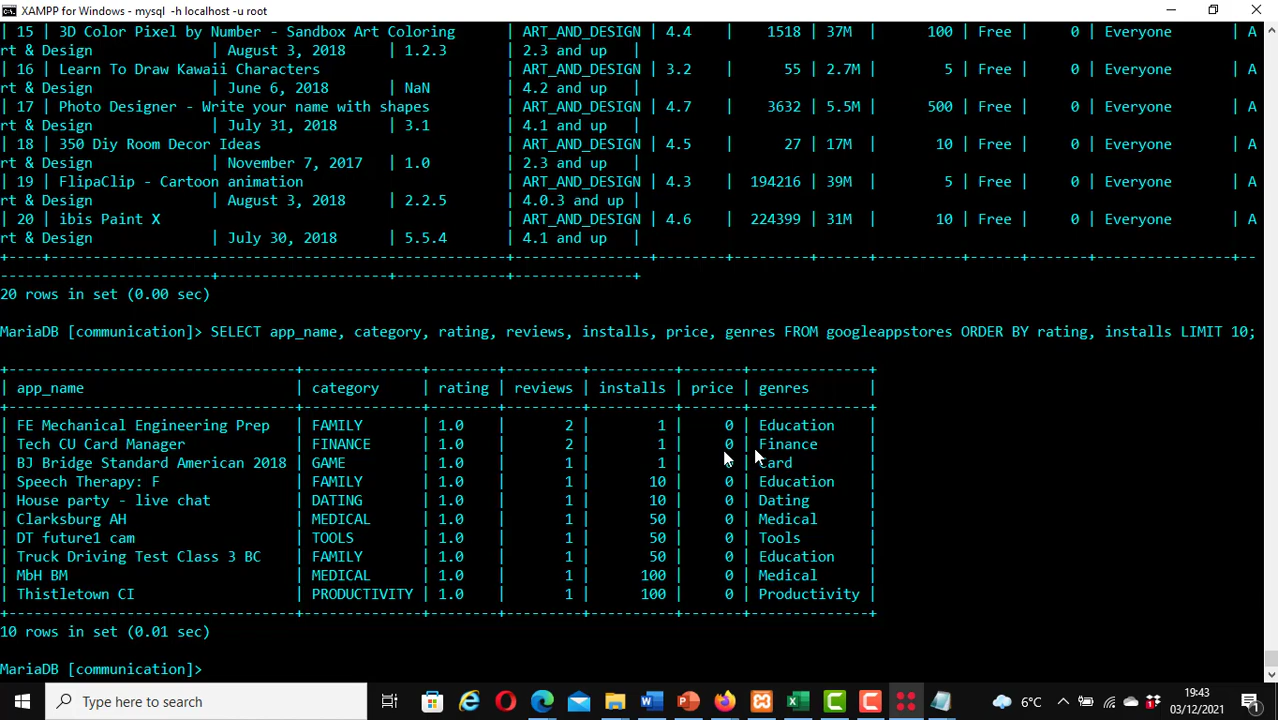 XAMPP for Windows - mysql -h localhost -u root
| 15 | 3D Color Pixel by Number - Sandbox Art Coloring | ART_AND_DESIGN | 4.4 | 1518 | 37M | 100 | Free | 0 | Everyone | A
rt & Design | August 3, 2018 | 1.2.3 | 2.3 and up |
| 16 | Learn To Draw Kawaii Characters | ART_AND_DESIGN | 3.2 | 55 | 2.7M | 5 | Free | 0 | Everyone | A
rt & Design | June 6, 2018 | NaN | 4.2 and up |
| 17 | Photo Designer - Write your name with shapes | ART_AND_DESIGN | 4.7 | 3632 | 5.5M | 500 | Free | 0 | Everyone | A
rt & Design | July 31, 2018 | 3.1 | 4.1 and up |
| 18 | 350 Diy Room Decor Ideas | ART_AND_DESIGN | 4.5 | 27 | 17M | 10 | Free | 0 | Everyone | A
rt & Design | November 7, 2017 | 1.0 | 2.3 and up |
| 19 | FlipaClip - Cartoon animation | ART_AND_DESIGN | 4.3 | 194216 | 39M | 5 | Free | 0 | Everyone | A
rt & Design | August 3, 2018 | 2.2.5 | 4.0.3 and up |
| 20 | ibis Paint X | ART_AND_DESIGN | 4.6 | 224399 | 31M | 10 | Free | 0 | Everyone | A
rt & Design | July 30, 2018 | 5.5.4 | 4.1 and up |
20 rows in set (0.00 sec)
MariaDB [communication]> SELECT app_name, category, rating, reviews, installs, price, genres FROM googleappstores ORDER BY rating, installs LIMIT 10;
| app_name | category | rating | reviews | installs | price | genres |
| FE Mechanical Engineering Prep | FAMILY | 1.0 | 2 | 1 | 0 | Education |
| Tech CU Card Manager | FINANCE | 1.0 | 2 | 1 | 0 | Finance |
| BJ Bridge Standard American 2018 | GAME | 1.0 | 1 | 1 | 0 | Card |
| Speech Therapy: F | FAMILY | 1.0 | 1 | 10 | 0 | Education |
| House party - live chat | DATING | 1.0 | 1 | 10 | 0 | Dating |
| Clarksburg AH | MEDICAL | 1.0 | 1 | 50 | 0 | Medical |
| DT future1 cam | TOOLS | 1.0 | 1 | 50 | 0 | Tools |
| Truck Driving Test Class 3 BC | FAMILY | 1.0 | 1 | 50 | 0 | Education |
| MbH BM | MEDICAL | 1.0 | 1 | 100 | 0 | Medical |
| Thistletown CI | PRODUCTIVITY | 1.0 | 1 | 100 | 0 | Productivity |
10 rows in set (0.01 sec)
MariaDB [communication]>
Type here to search
6°C
19:43
03/12/2021
1